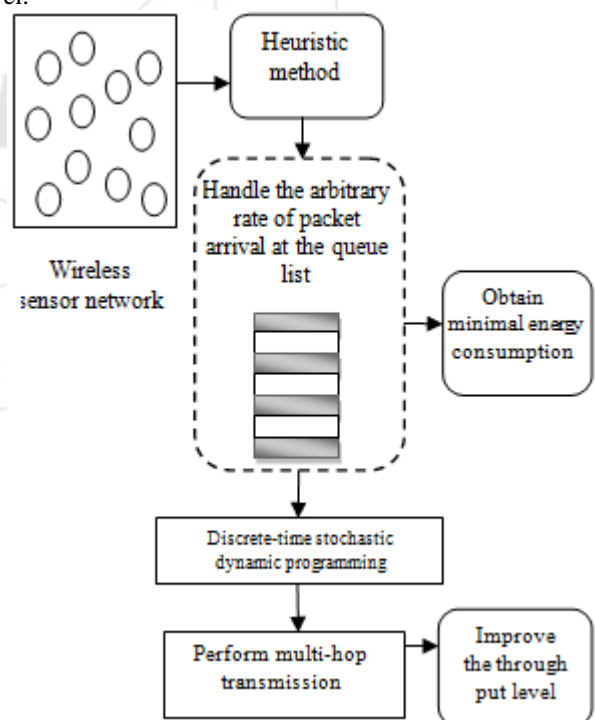 Heuristic
method
Handle the arbitrary
rate of packet
arrival at the queue
list
Wireless
sensor network
Obtain
minimal energy
consumption
Discrete-time stochastic
dynamic programming
Perform multi-hop
transmission
Improve
the through
put level